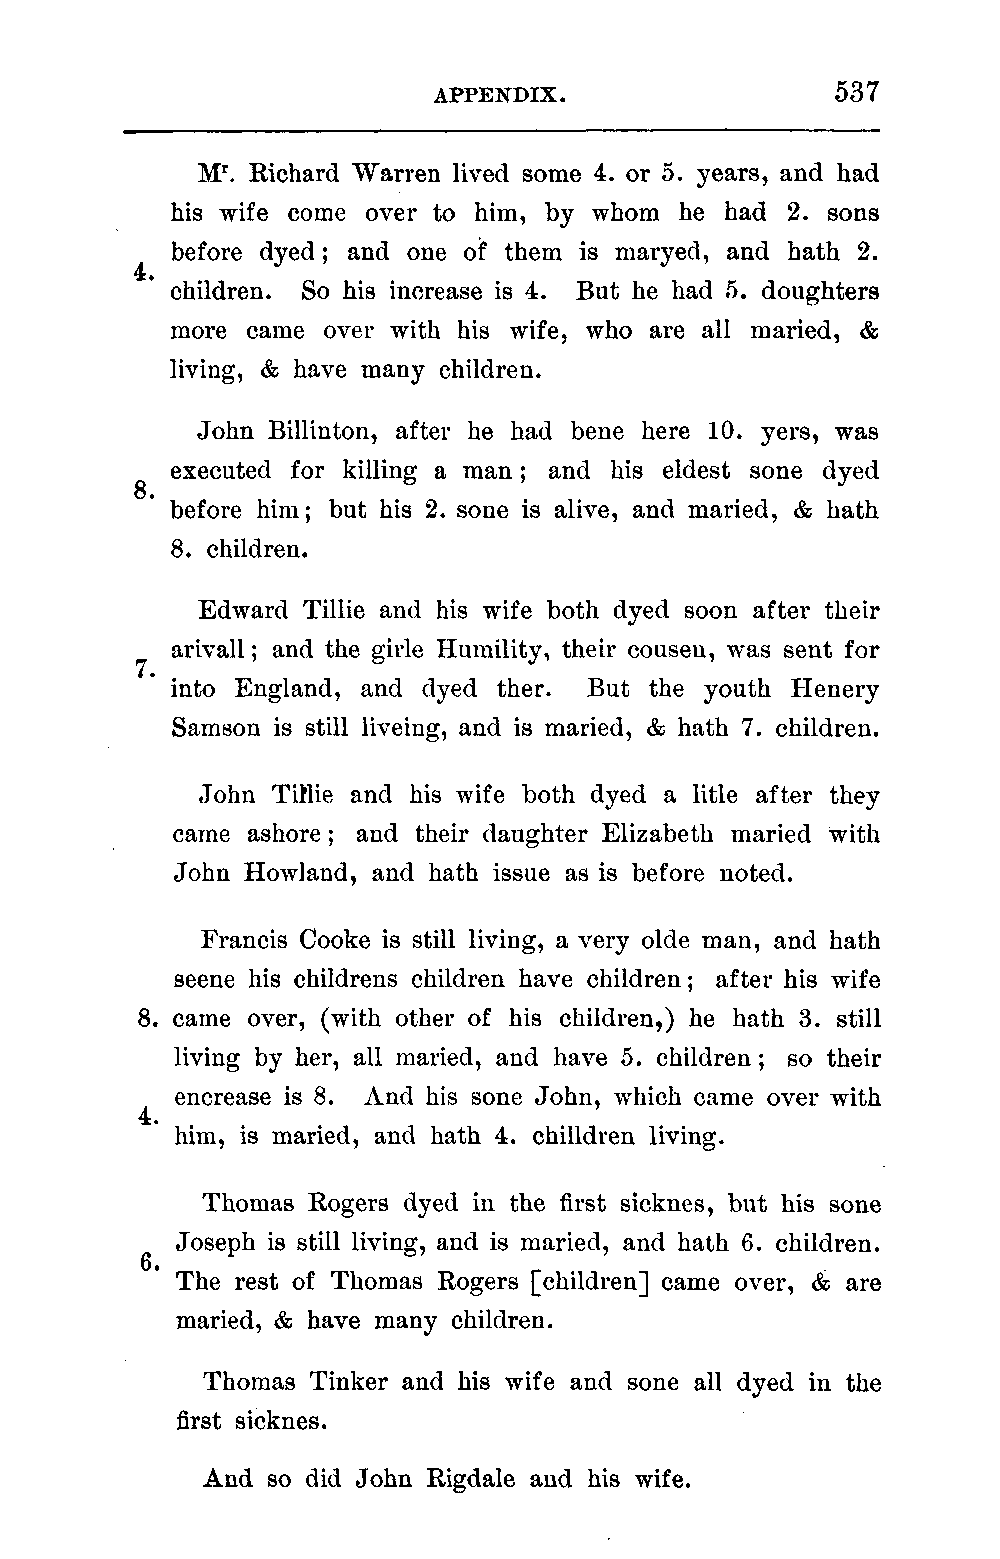 APPENDIX. 537
Mr. Richard Warren lived some 4. or 5. years, and had
his wife come over to him, by whom he had 2. sons
before dyed; and one of them is maryed, and hath 2.
4.
children. So his increase is 4. But he had 5. doughters
more came over with his wife, who are all maried, &
living, & have many children.
John Billinton, after he had bene here 10. yers, was
executed for killing a man; and his eldest sone dyed
8.
before him; but his 2. sone is alive, and maried, & hath
8. children.
Edward Tillie and his wife both dyed soon after their
arivall; and the girle Humility, their cousen, was sent for
7.
into England, and dyed ther. But the youth Henery
Samson is still liveing, and is maried, & hath 7. children.
John Tillie and his wife both dyed a litle after they
came ashore; and their daughter Elizabeth maried with
John Howland, and hath issue as is before noted.
Francis Cooke is still living, a very olde man, and hath
seene his childrens children have children; after his wife
8. came over, (with other of his children,) he hath 3. still
living by her, all maried, and have 5. children; so their
encrease is 8. And his sone John, which came over with
4.
him, is maried, and hath 4. chilldren living.
Thomas Rogers dyed in the first sicknes, but his sone
Joseph is still living, and is maried, and hath 6. children.
6.
The rest of Thomas Rogers [children] came over, & are
maried, & have many children.
Thomas Tinker and his wife and sone all dyed in the
first sicknes.
And so did John Rigdale and his wife.